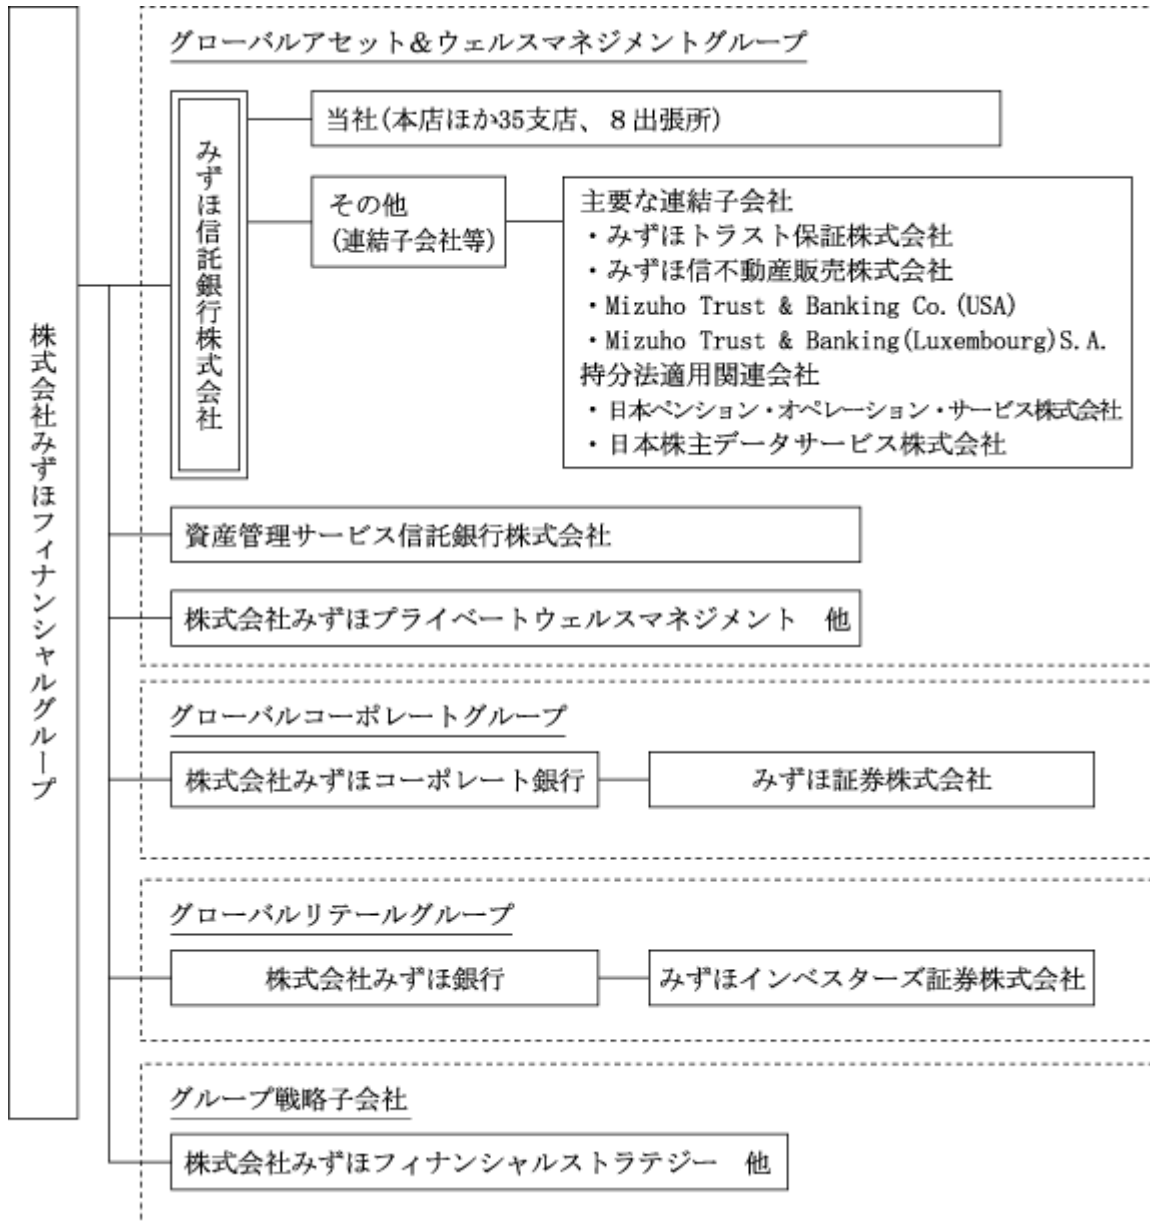 株式会社みずほフィナンシャルグループ
グローバルアセット＆ウェルスマネジメントグループ
みずほ信託銀行株式会社
当社(本店ほか35支店、８出張所)
その他
(連結子会社等)
主要な連結子会社
・みずほトラスト保証株式会社
・みずほ信不動産販売株式会社
・Mizuho Trust & Banking Co.(USA)
・Mizuho Trust & Banking(Luxembourg)S.A.
持分法適用関連会社
・日本ペンション・オペレーション・サービス株式会社
・日本株主データサービス株式会社
資産管理サービス信託銀行株式会社
株式会社みずほプライベートウェルスマネジメント　他
グローバルコーポレートグループ
株式会社みずほコーポレート銀行
みずほ証券株式会社
グローバルリテールグループ
株式会社みずほ銀行
みずほインベスターズ証券株式会社
グループ戦略子会社
株式会社みずほフィナンシャルストラテジー　他